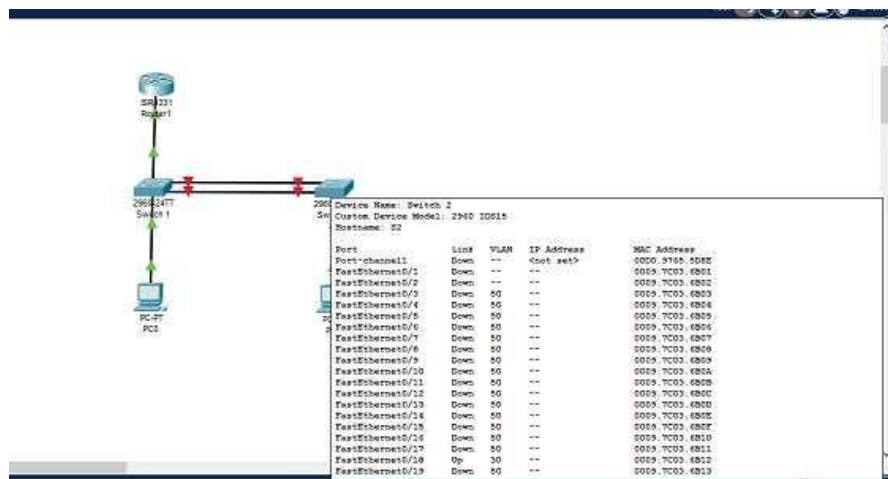 Router1
2960-24TT
Switch 1
PC-PT
PC0
Device Name: Switch 2
Custom Device Model: 2960 IOS15
Hostname: S2
Port Link VLAN IP Address MAC Address
Port-channel1 Down -- <not set> 00D0.9765.5D8E
FastEthernet0/1 Down -- -- 0009.7C03.6B01
FastEthernet0/2 Down -- -- 0009.7C03.6B02
FastEthernet0/3 Down 50 -- 0009.7C03.6B03
FastEthernet0/4 Down 50 -- 0009.7C03.6B04
FastEthernet0/5 Down 50 -- 0009.7C03.6B05
FastEthernet0/6 Down 50 -- 0009.7C03.6B06
FastEthernet0/7 Down 50 -- 0009.7C03.6B07
FastEthernet0/8 Down 50 -- 0009.7C03.6B08
FastEthernet0/9 Down 50 -- 0009.7C03.6B09
FastEthernet0/10 Down 50 -- 0009.7C03.6B0A
FastEthernet0/11 Down 50 -- 0009.7C03.6B0B
FastEthernet0/12 Down 50 -- 0009.7C03.6B0C
FastEthernet0/13 Down 50 -- 0009.7C03.6B0D
FastEthernet0/14 Down 50 -- 0009.7C03.6B0E
FastEthernet0/15 Down 50 -- 0009.7C03.6B0F
FastEthernet0/16 Down 50 -- 0009.7C03.6B10
FastEthernet0/17 Down 50 -- 0009.7C03.6B11
FastEthernet0/18 Up 30 -- 0009.7C03.6B12
FastEthernet0/19 Down 50 -- 0009.7C03.6B13